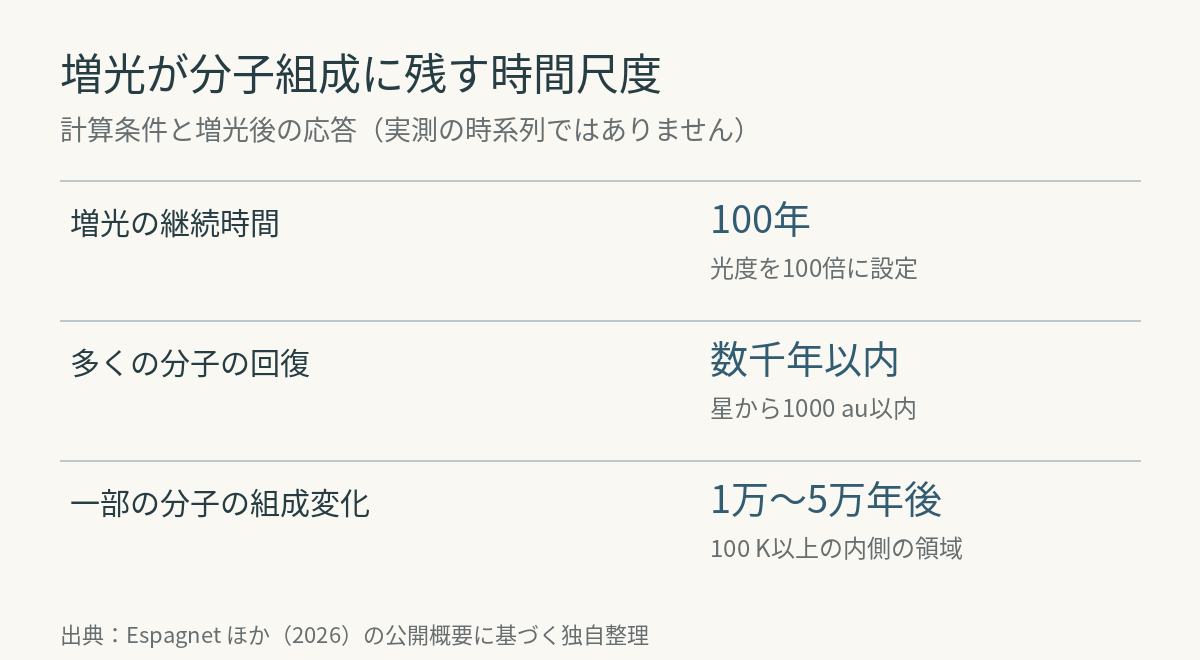 増光が分子組成に残す時間尺度
計算条件と増光後の応答（実測の時系列ではありません）
増光の継続時間
100年
光度を100倍に設定
多くの分子の回復
数千年以内
星から1000 au以内
一部の分子の組成変化
1万～5万年後
100 K以上の内側の領域
出典：Espagnet ほか（2026）の公開概要に基づく独自整理